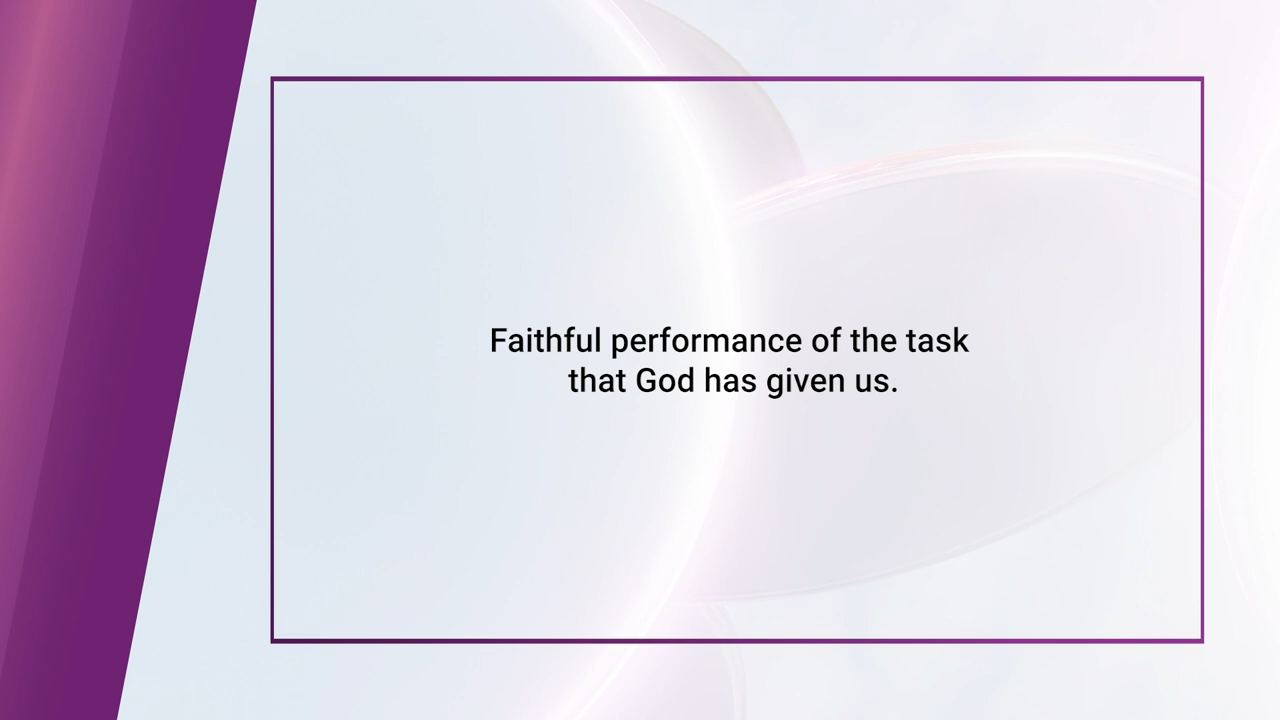 Faithful performance of the task
that God has given us.